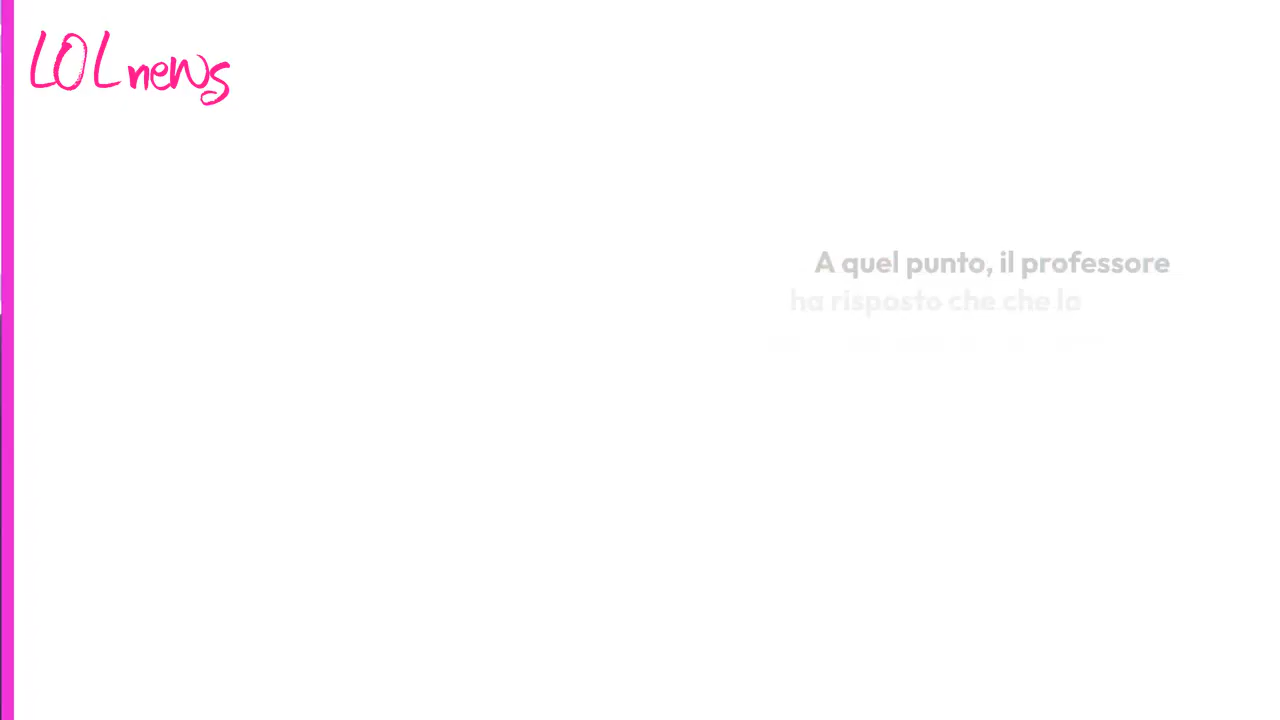 LOL news
A quel punto, il professore
ha risposto che che la